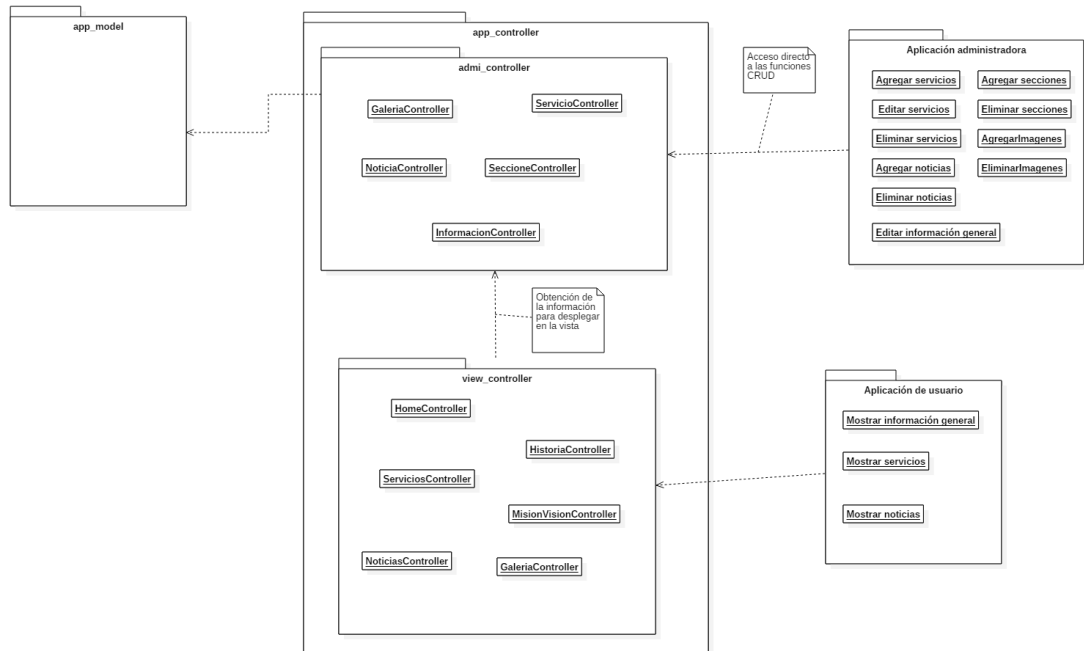 app_model
app_controller
admi_controller
GaleriaController
ServicioController
NoticiaController
SeccioneController
InformacionController
Acceso directo
a las funciones
CRUD
Aplicación administradora
Agregar servicios
Agregar secciones
Editar servicios
Eliminar secciones
Eliminar servicios
AgregarImagenes
Agregar noticias
EliminarImagenes
Eliminar noticias
Editar información general
Obtención de
la información
para desplegar
en la vista
view_controller
HomeController
HistoriaController
ServiciosController
MisionVisionController
NoticiasController
GaleriaController
Aplicación de usuario
Mostrar información general
Mostrar servicios
Mostrar noticias